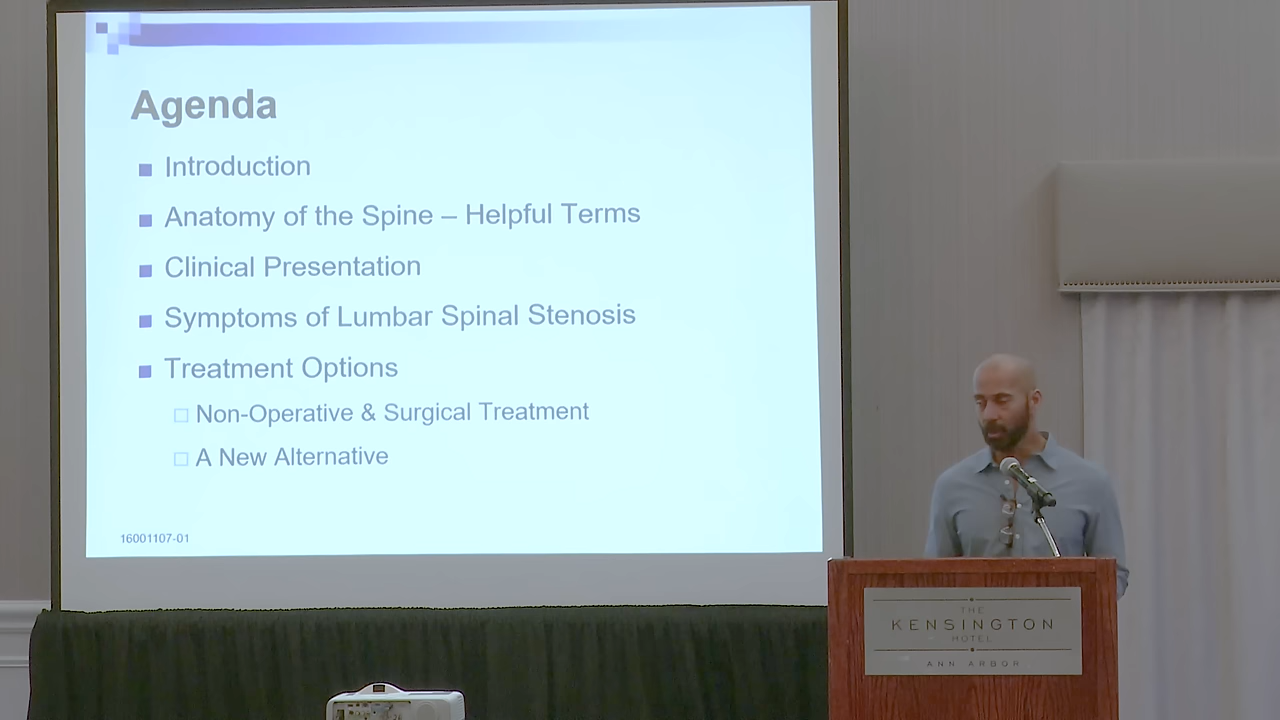 Agenda
Introduction
Anatomy of the Spine – Helpful Terms
Clinical Presentation
Symptoms of Lumbar Spinal Stenosis
Treatment Options
Non-Operative & Surgical Treatment
A New Alternative
16001107-01
THE
KENSINGTON
HOTEL
ANN ARBOR